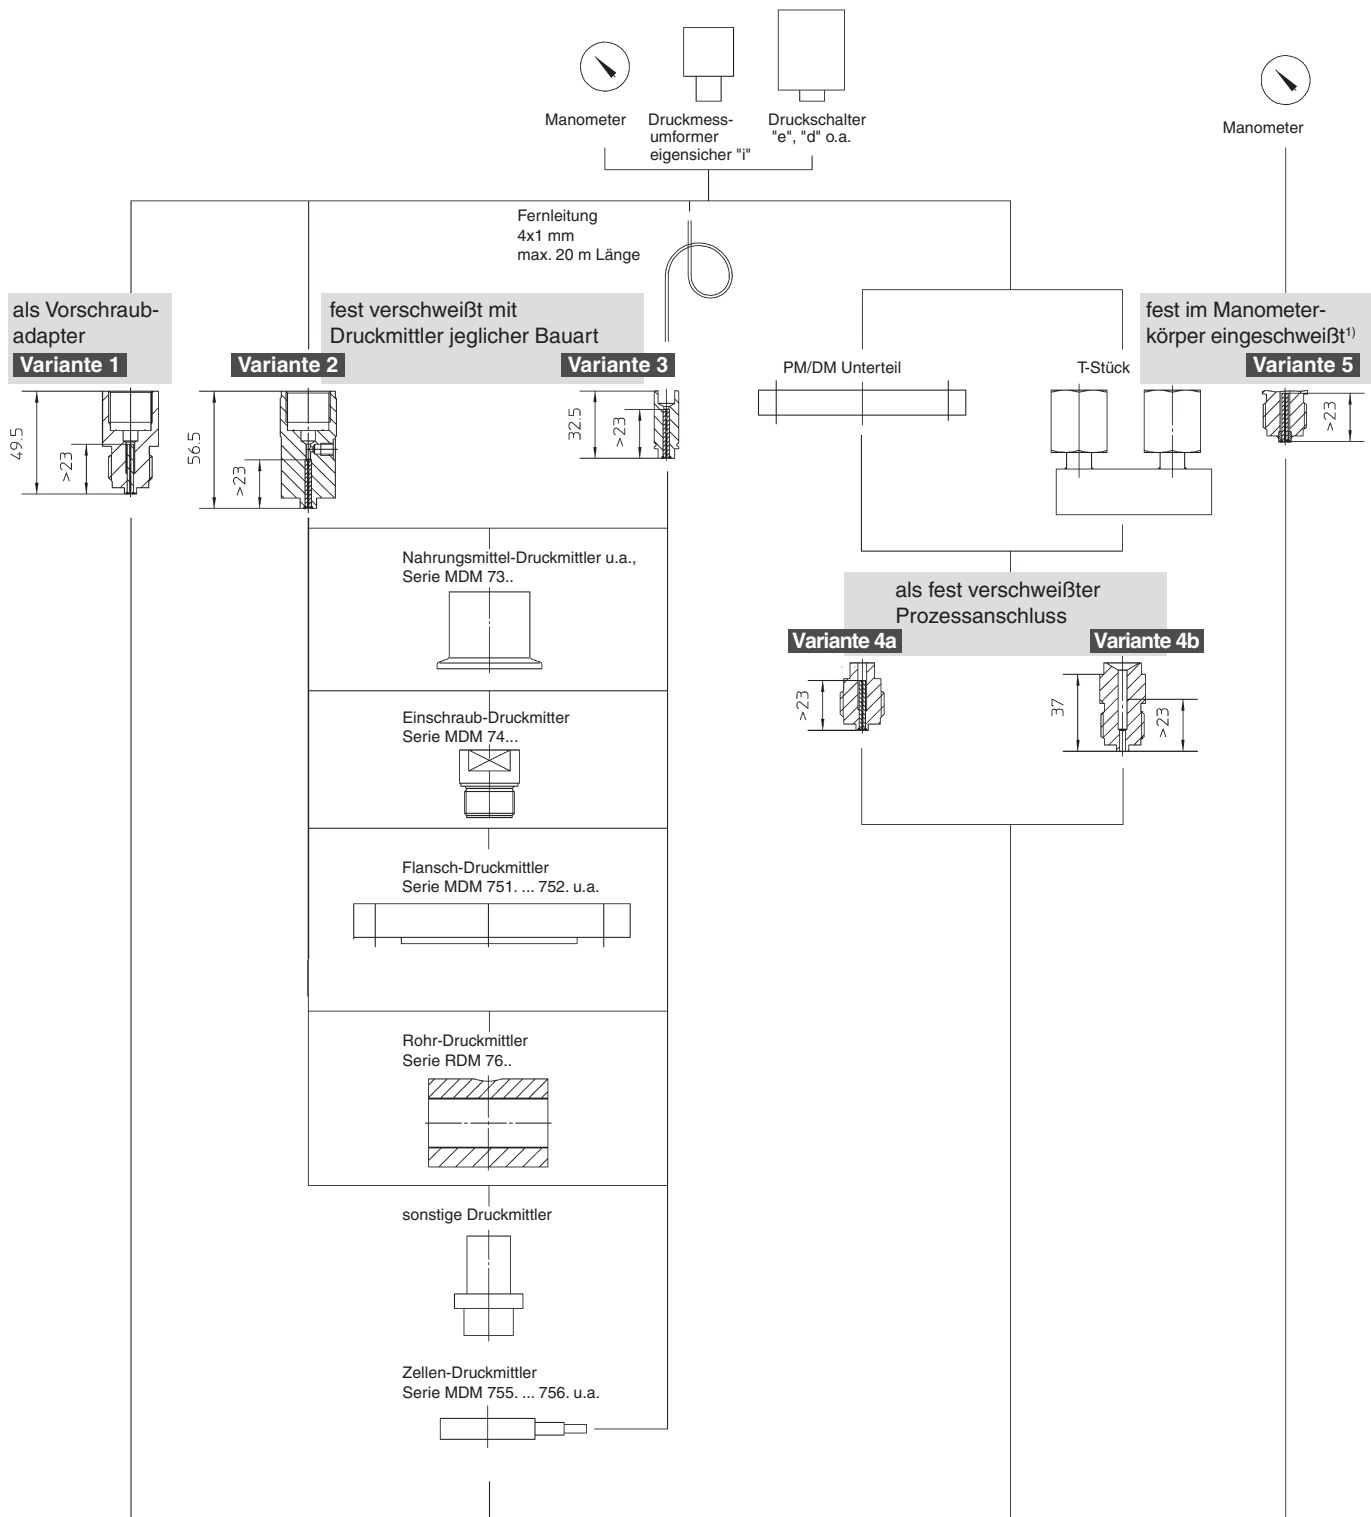 Manometer
Druckmess-
umformer
eigensicher "i"
Druckschalter
"e", "d" o.a.
Manometer
Fernleitung
4x1 mm
max. 20 m Länge
als Vorschraub-
adapter
Variante 1
fest verschweißt mit
Druckmittler jeglicher Bauart
Variante 2
Variante 3
PM/DM Unterteil
T-Stück
fest im Manometer-
körper eingeschweißt¹⁾
Variante 5
49.5
>23
56.5
>23
32.5
>23
>23
Nahrungsmittel-Druckmittler u.a.,
Serie MDM 73..
als fest verschweißter
Prozessanschluss
Variante 4a
Variante 4b
>23
37
>23
Einschraub-Druckmitter
Serie MDM 74...
Flansch-Druckmittler
Serie MDM 751. ... 752. u.a.
Rohr-Druckmittler
Serie RDM 76..
sonstige Druckmittler
Zellen-Druckmittler
Serie MDM 755. ... 756. u.a.